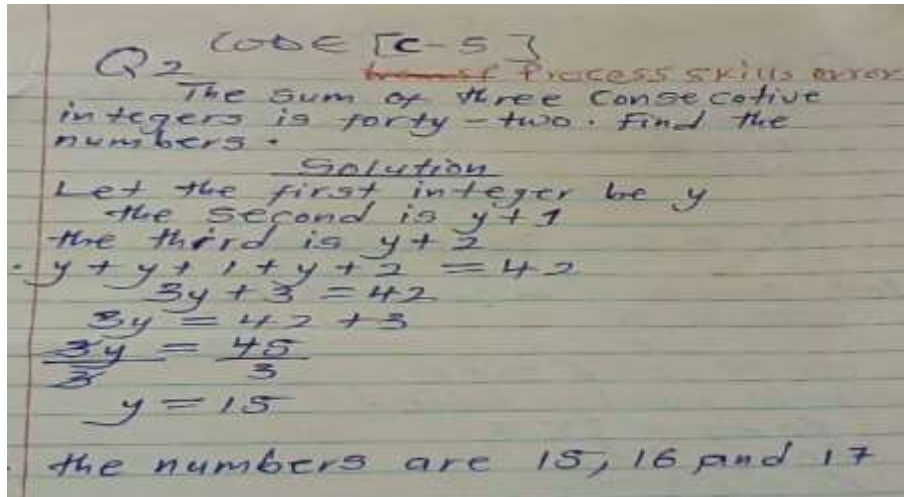 CODE [C-5]
Q2 Process skills error
The sum of three Consecotive
integers is forty-two. Find the
numbers.
Solution
Let the first integer be y
the second is y+1
the third is y+2
y+y+1+y+2 = 42
3y+3 = 42
3y = 42+3
3y/3 = 45/3
y = 15
the numbers are 15, 16 and 17